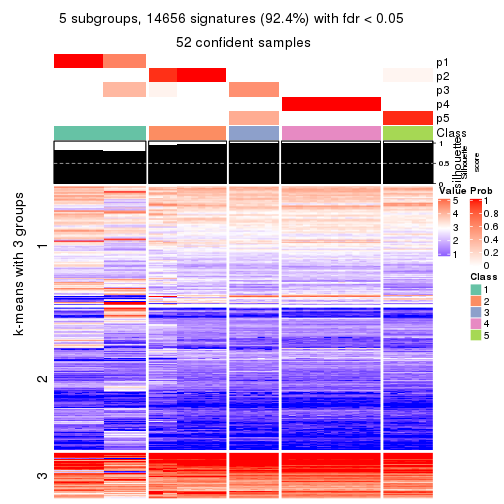 5 subgroups, 14656 signatures (92.4%) with fdr < 0.05
52 confident samples
p1
p2
p3
p4
p5
Class
1
0.5
0
silhouette
Silhouette
score
k-means with 3 groups
1
2
3
Value
5
4
3
2
1
Prob
1
0.8
0.6
0.4
0.2
0
Class
1
2
3
4
5